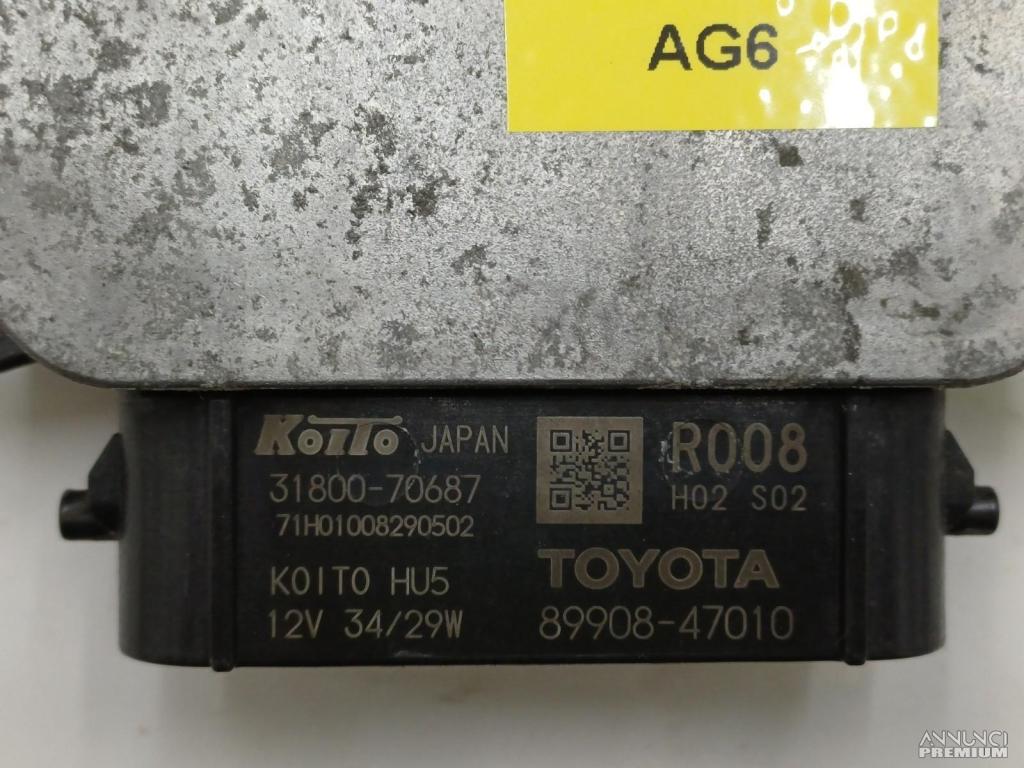 AG6
KOITO JAPAN
31800-70687
71H01008290502
KOITO HU5
12V 34/29W
R008
H02 S02
TOYOTA
89908-47010
ANNUNCI
PREMIUM